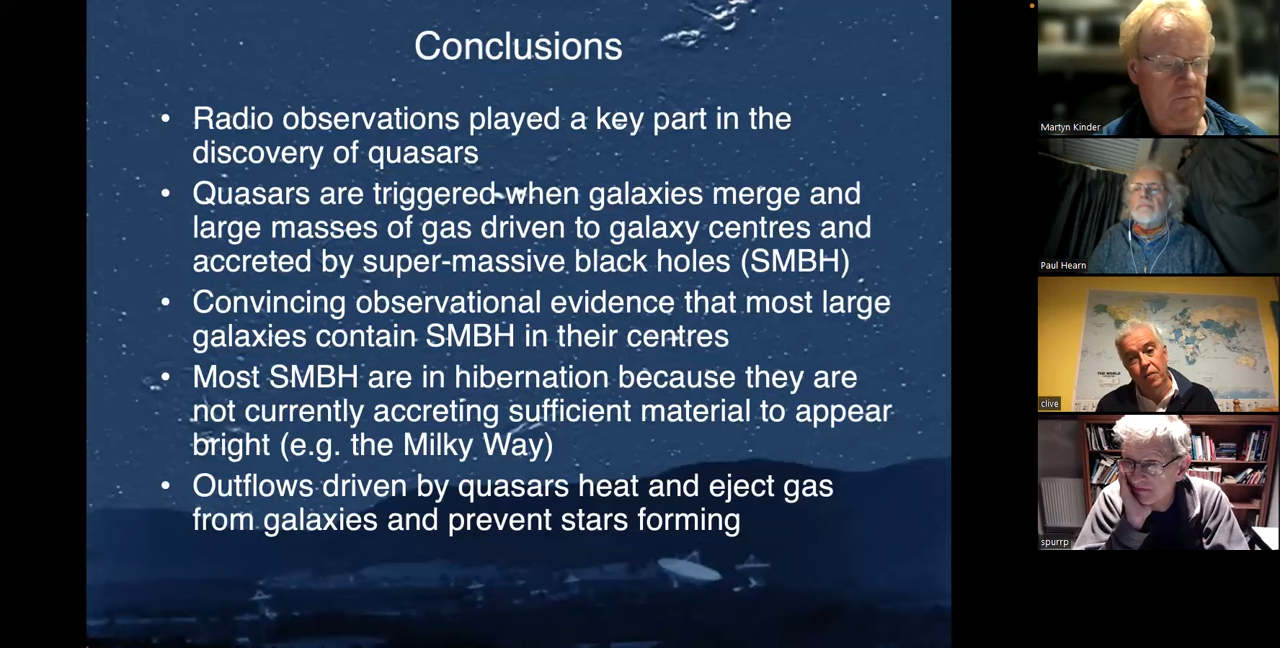 Conclusions
• Radio observations played a key part in the
discovery of quasars
• Quasars are triggered when galaxies merge and
large masses of gas driven to galaxy centres and
accreted by super-massive black holes (SMBH)
• Convincing observational evidence that most large
galaxies contain SMBH in their centres
• Most SMBH are in hibernation because they are
not currently accreting sufficient material to appear
bright (e.g. the Milky Way)
• Outflows driven by quasars heat and eject gas
from galaxies and prevent stars forming
Martyn Kinder
Paul Hearn
THE WORLD
clive
spurrp